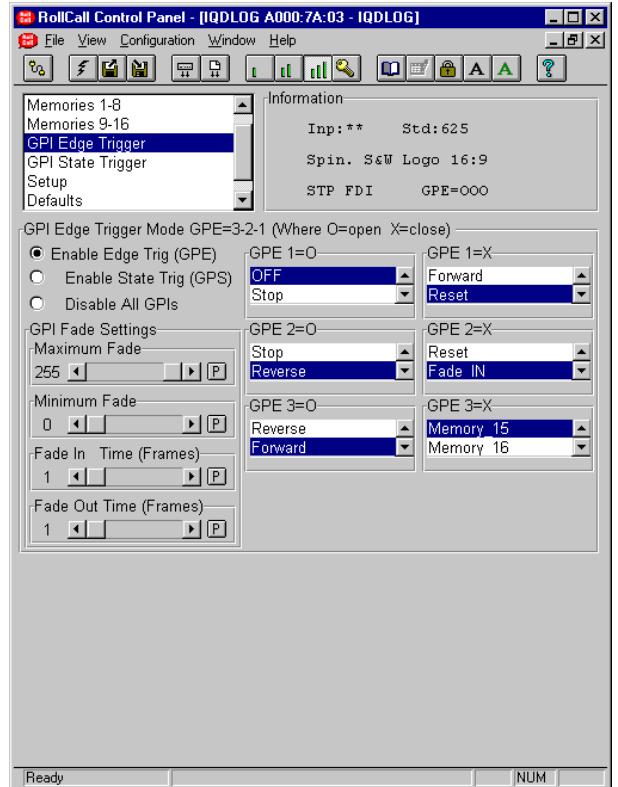 RollCall Control Panel - [IQDLOG A000:7A:03 - IQDLOG]
File View Configuration Window Help
A A ?
Memories 1-8
Memories 9-16
GPI Edge Trigger
GPI State Trigger
Setup
Defaults
Information
Inp:** Std:625
Spin. S&W Logo 16:9
STP FDI GPE=OOO
GPI Edge Trigger Mode GPE=3-2-1 (Where O=open X=close)
Enable Edge Trig (GPE)
Enable State Trig (GPS)
Disable All GPIs
GPI Fade Settings
Maximum Fade
255 P
Minimum Fade
0 P
Fade In Time (Frames)
1 P
Fade Out Time (Frames)
1 P
GPE 1=O
OFF
Stop
GPE 1=X
Forward
Reset
GPE 2=O
Stop
Reverse
GPE 2=X
Reset
Fade IN
GPE 3=O
Reverse
Forward
GPE 3=X
Memory_15
Memory_16
Ready NUM